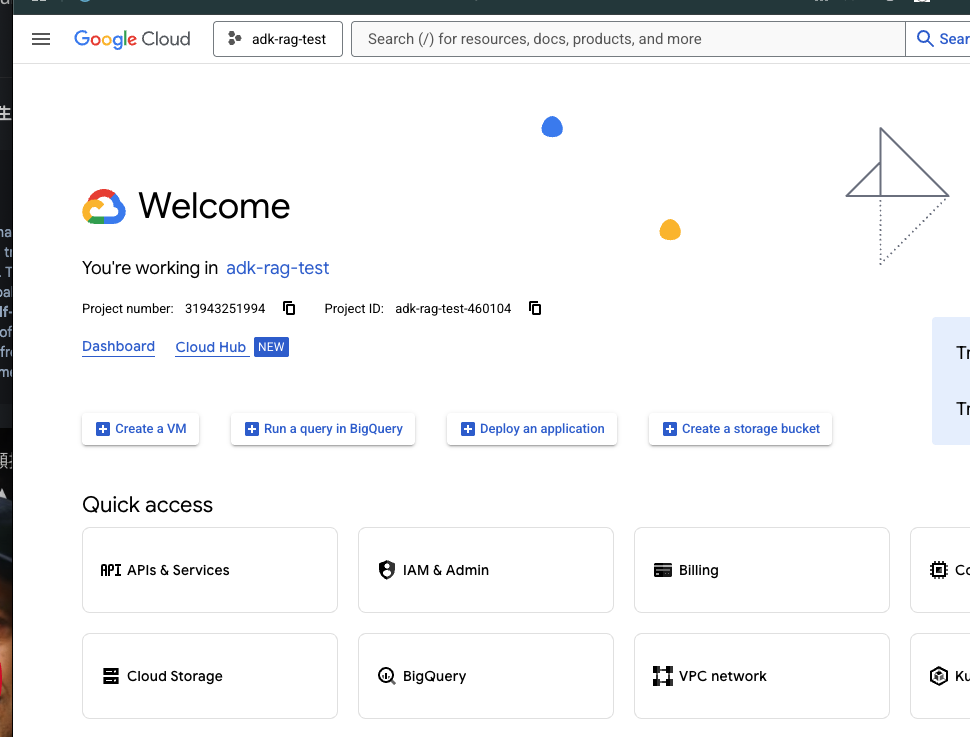 Google Cloud
adk-rag-test
Search (/) for resources, docs, products, and more
Sear
Welcome
You're working in adk-rag-test
Project number: 31943251994
Project ID: adk-rag-test-460104
Dashboard
Cloud Hub NEW
Tr
Tr
Create a VM
Run a query in BigQuery
Deploy an application
Create a storage bucket
Quick access
API APIs & Services
IAM & Admin
Billing
Co
Cloud Storage
BigQuery
VPC network
Ku